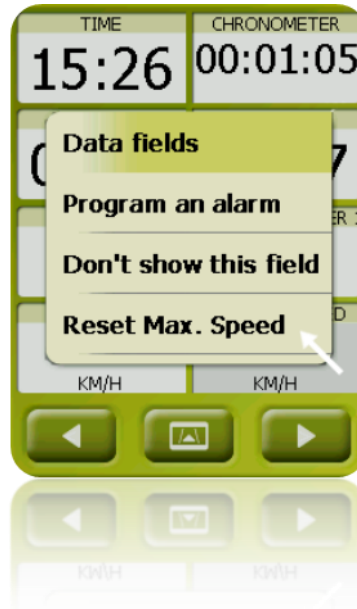 TIME CHRONOMETER
15:26 00:01:05
Data fields
Program an alarm
Don't show this field
Reset Max. Speed
KM/H KM/H